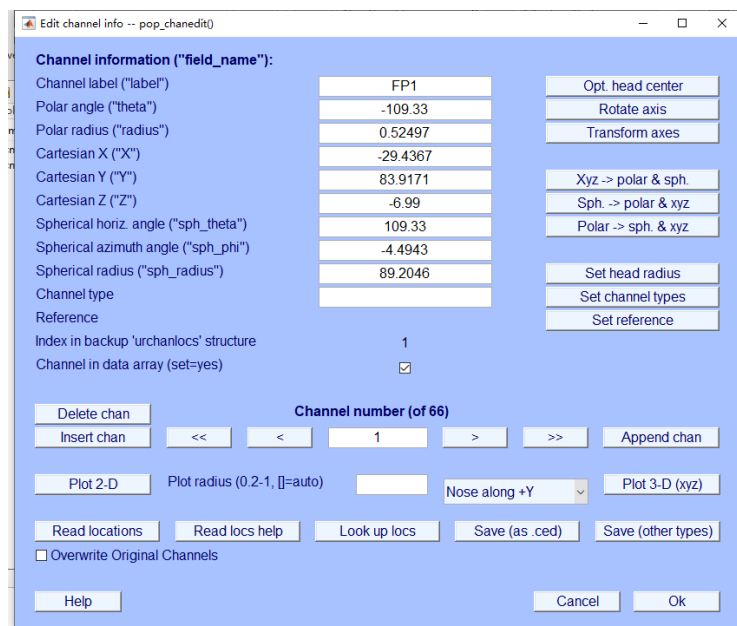 Edit channel info -- pop_chanedit()
Channel information ("field_name"):
Channel label ("label") FP1 Opt. head center
Polar angle ("theta") -109.33 Rotate axis
Polar radius ("radius") 0.52497 Transform axes
Cartesian X ("X") -29.4367
Cartesian Y ("Y") 83.9171 Xyz -> polar & sph.
Cartesian Z ("Z") -6.99 Sph. -> polar & xyz
Spherical horiz. angle ("sph_theta") 109.33 Polar -> sph. & xyz
Spherical azimuth angle ("sph_phi") -4.4943
Spherical radius ("sph_radius") 89.2046 Set head radius
Channel type Set channel types
Reference Set reference
Index in backup 'urchanlocs' structure 1
Channel in data array (set=yes)
Delete chan Channel number (of 66)
Insert chan << < 1 > >> Append chan
Plot 2-D Plot radius (0.2-1, []=auto) Nose along +Y Plot 3-D (xyz)
Read locations Read locs help Look up locs Save (as .ced) Save (other types)
Overwrite Original Channels
Help Cancel Ok